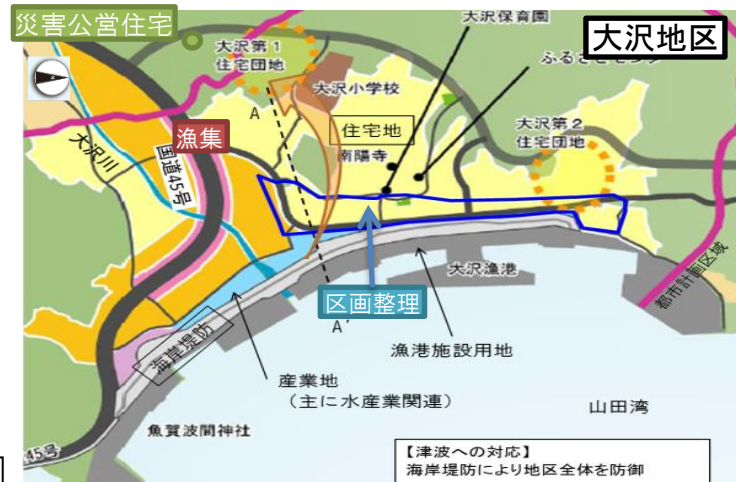 災害公営住宅
大沢地区
大沢保育園
ふるさとセンター
大沢第1
住宅団地
大沢小学校
A
住宅地
南陽寺
大沢第2
住宅団地
漁集
国道45号
大沢川
大沢漁港
都市計画区域
区画整理
A'
海岸堤防
漁港施設用地
産業地
(主に水産業関連)
山田湾
魚賀波間神社
45号
【津波への対応】
海岸堤防により地区全体を防御